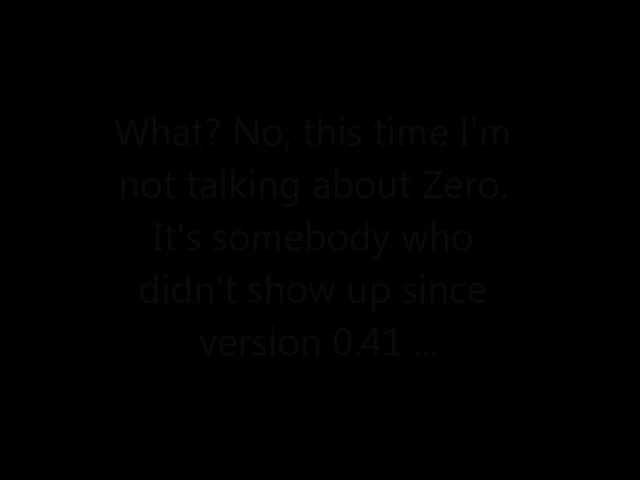 What? No, this time I'm
not talking about Zero.
It's somebody who
didn't show up since
version 0.41 ...